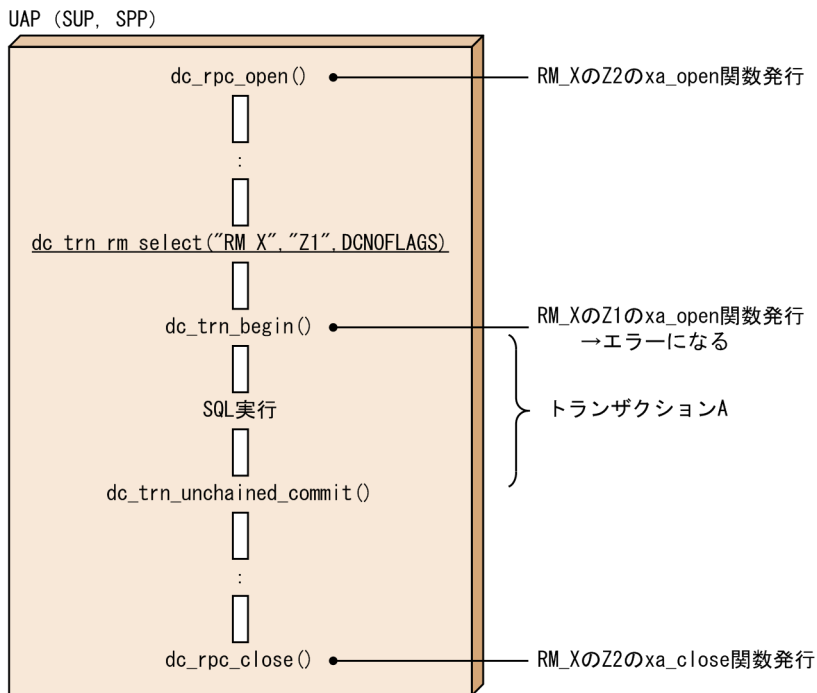 UAP (SUP, SPP)
dc_rpc_open()
RM_XのZ2のxa_open関数発行
:
dc_trn_rm_select("RM_X","Z1",DCNOFLAGS)
dc_trn_begin()
RM_XのZ1のxa_open関数発行
→エラーになる
SQL実行
トランザクションA
dc_trn_unchained_commit()
:
dc_rpc_close()
RM_XのZ2のxa_close関数発行